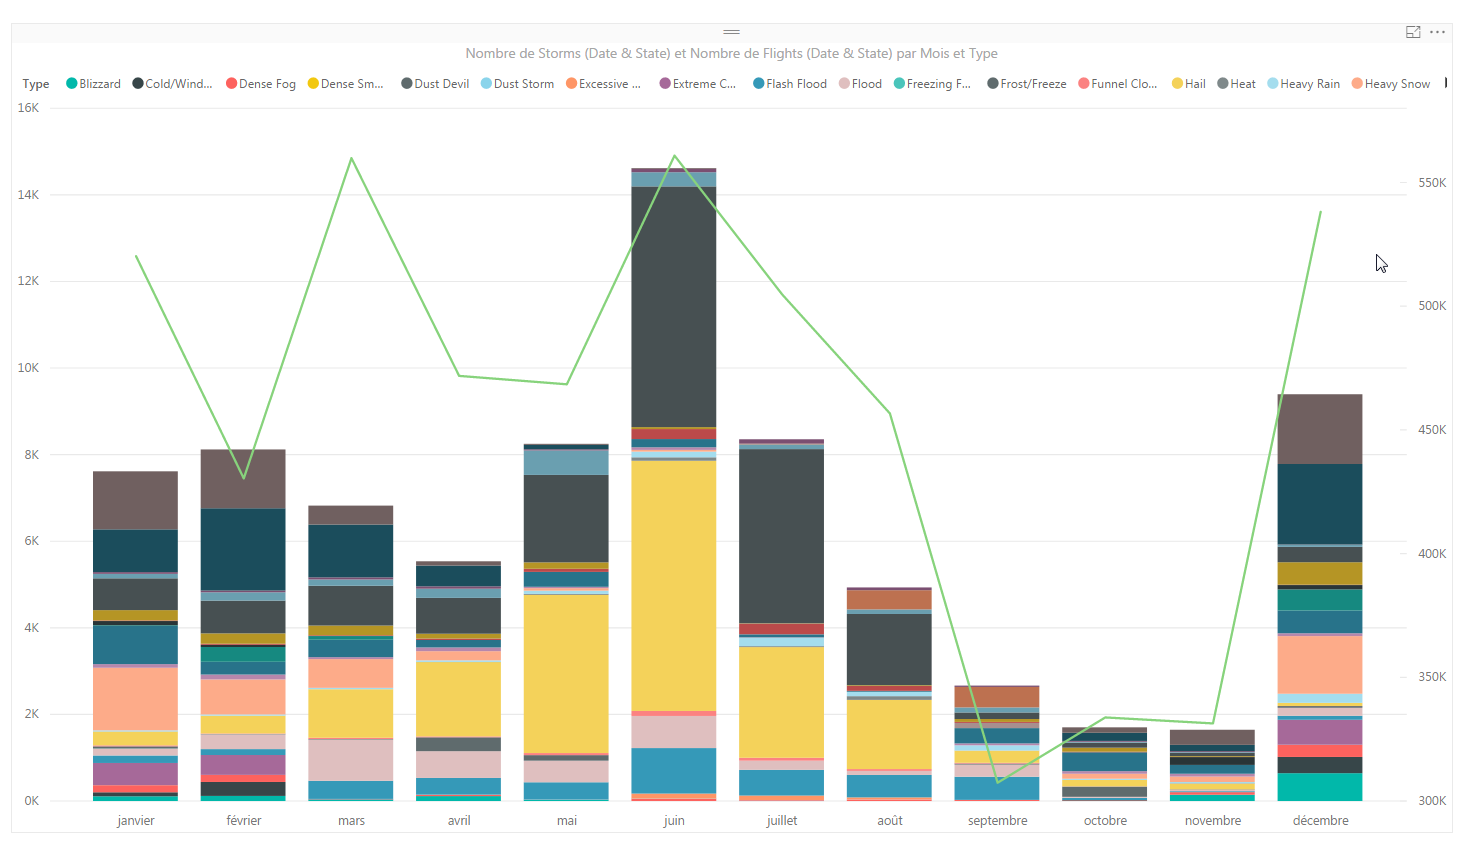 Nombre de Storms (Date & State) et Nombre de Flights (Date & State) par Mois et Type
Type Blizzard Cold/Wind... Dense Fog Dense Sm... Dust Devil Dust Storm Excessive ... Extreme C... Flash Flood Flood Freezing F... Frost/Freeze Funnel Clo... Hail Heat Heavy Rain Heavy Snow
16K
14K
12K
10K
8K
6K
4K
2K
0K
550K
500K
450K
400K
350K
300K
janvier février mars avril mai juin juillet août septembre octobre novembre décembre